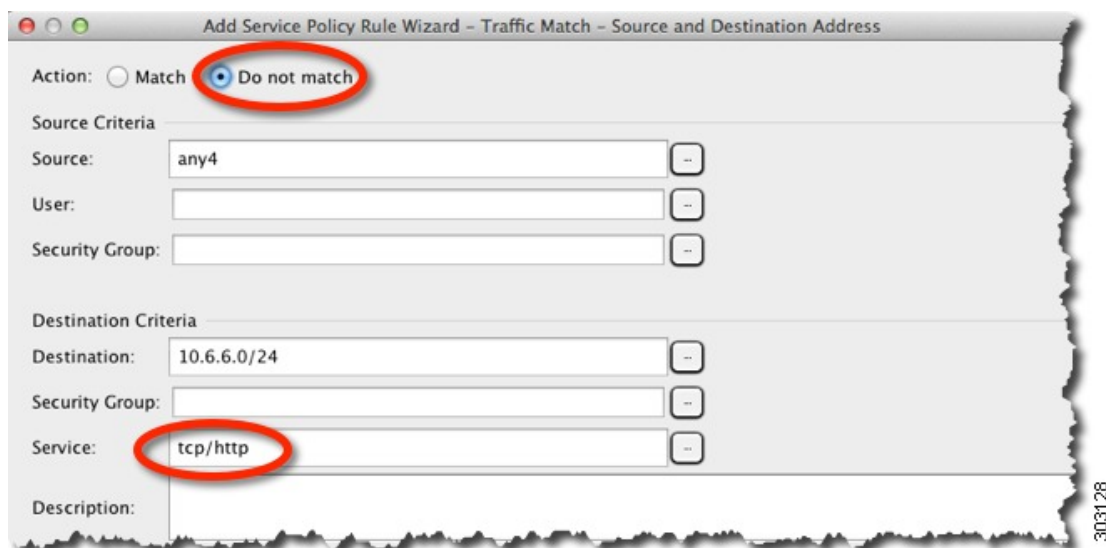 Add Service Policy Rule Wizard – Traffic Match – Source and Destination Address
Action: Match Do not match
Source Criteria
Source: any4 ...
User: ...
Security Group: ...
Destination Criteria
Destination: 10.6.6.0/24 ...
Security Group: ...
Service: tcp/http ...
Description:
303128